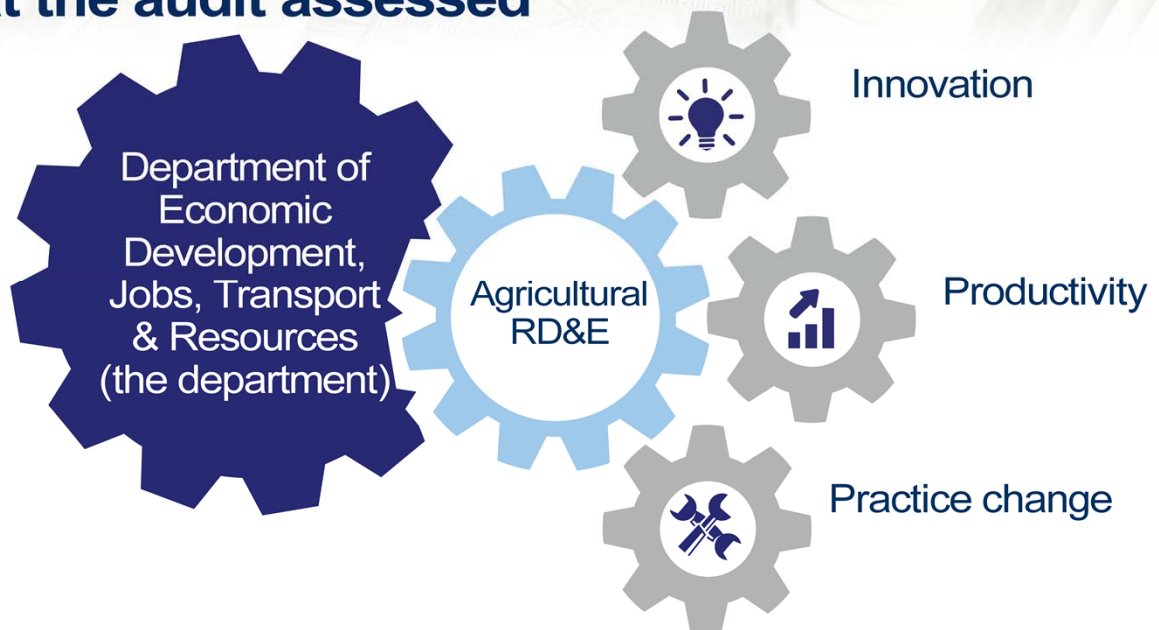 t the audit assessed
Department of
Economic
Development,
Jobs, Transport
& Resources
(the department)
Agricultural
RD&E
Innovation
Productivity
Practice change